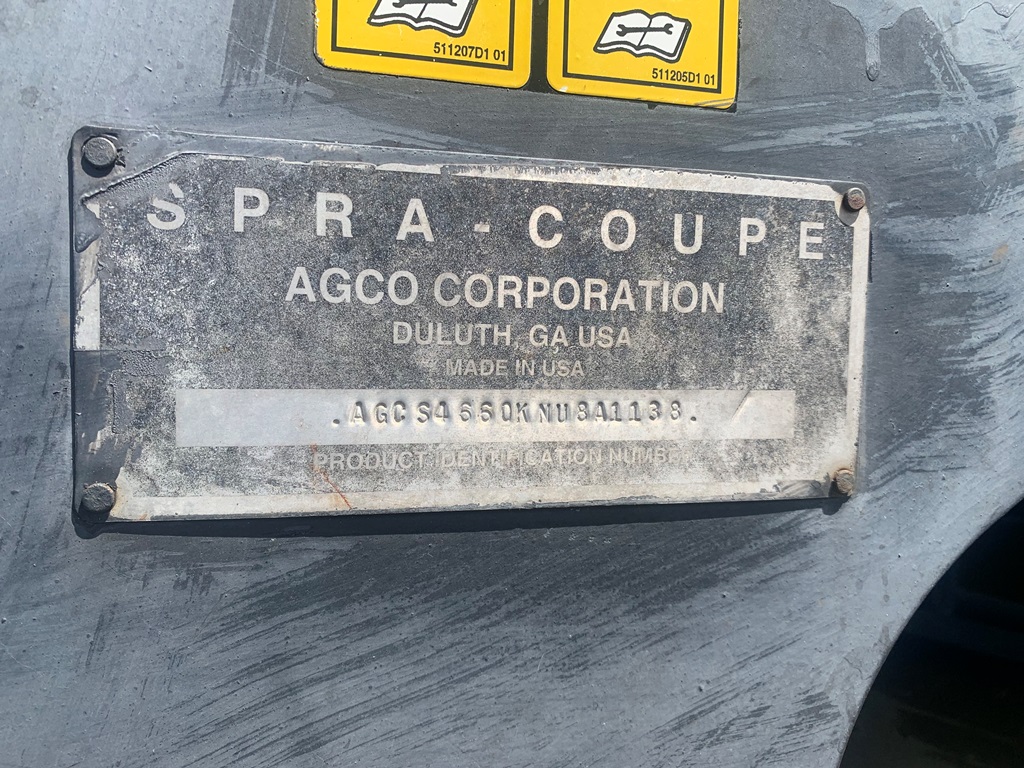 511207D1 01
511205D1 01
SPRA-COUPE
AGCO CORPORATION
DULUTH, GA USA
MADE IN USA
.AGCS4660KNU8A1138.
PRODUCT IDENTIFICATION NUMBER